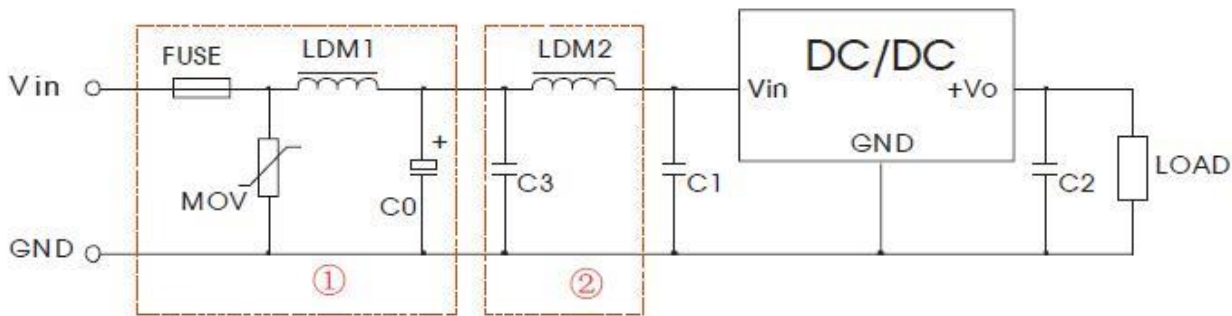 FUSE
LDM1
LDM2
DC/DC
Vin
Vin
+Vo
GND
MOV
+
C0
C3
C1
C2
LOAD
GND
①
②